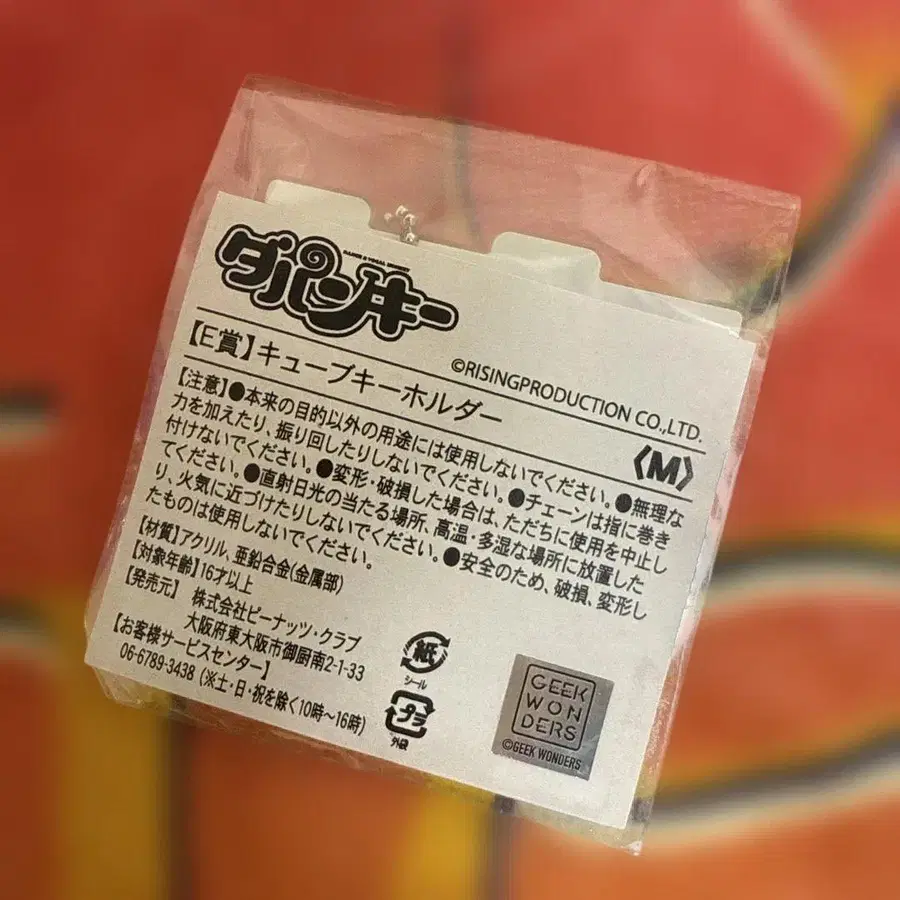 ダパンキー
©RISINGPRODUCTION CO.,LTD.
【E賞】キューブキーホルダー
〈M〉
【注意】●本来の目的以外の用途には使用しないでください。●無理な
力を加えたり、振り回したりしないでください。●チェーンは指に巻き
付けないでください。●変形・破損した場合は、ただちに使用を中止し
てください。●直射日光の当たる場所、高温・多湿な場所に放置した
り、火気に近づけたりしないでください。●安全のため、破損、変形し
たものは使用しないでください。
【材質】アクリル、亜鉛合金(金属部)
【対象年齢】16才以上
【発売元】 株式会社ピーナッツ・クラブ
大阪府東大阪市御厨南2-1-33
【お客様サービスセンター】
06-6789-3438 (※土・日・祝を除く10時~16時)
紙
シール
プラ
外袋
GEEK
WON
DERS
©GEEK WONDERS